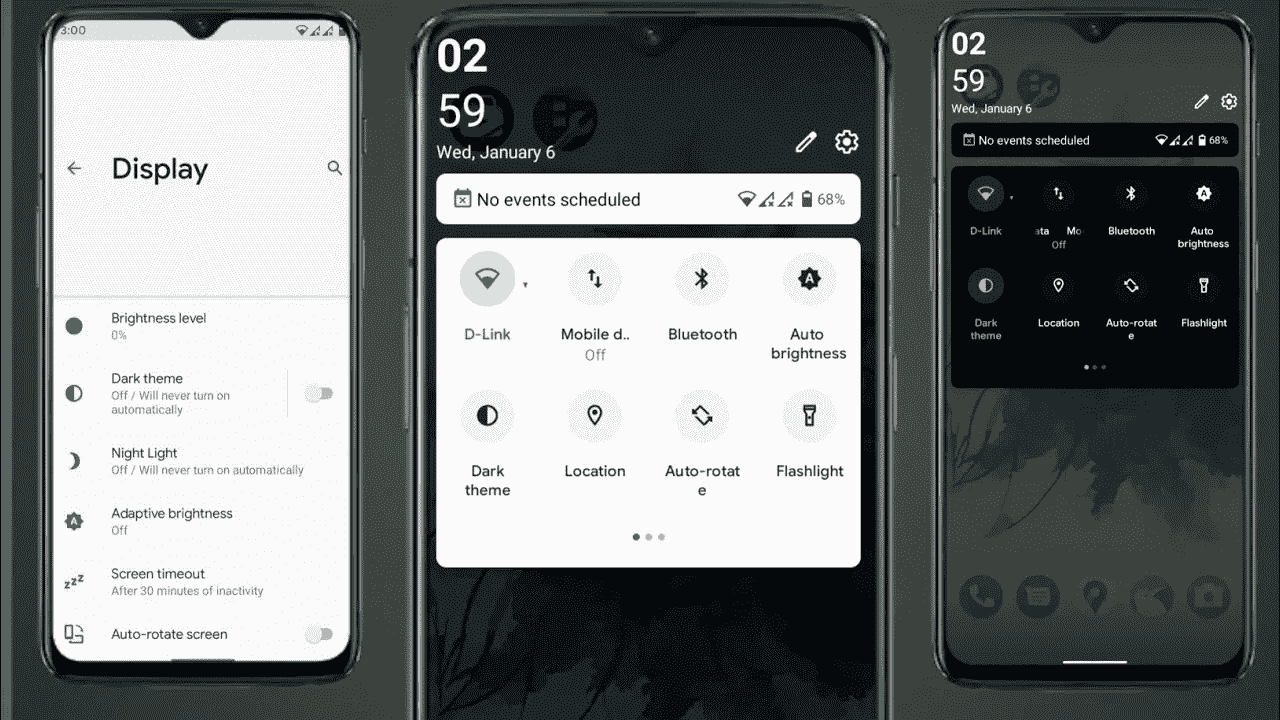 3:00
Display
Brightness level
0%
Dark theme
Off / Will never turn on
automatically
Night Light
Off / Will never turn on automatically
Adaptive brightness
Off
Screen timeout
After 30 minutes of inactivity
Auto-rotate screen
02
59
Wed, January 6
No events scheduled
68%
D-Link
Mobile d..
Off
Bluetooth
Auto
brightness
Dark
theme
Location
Auto-rotat
e
Flashlight
02
59
Wed, January 6
No events scheduled
68%
D-Link
ata Mo
Off
Bluetooth
Auto
brightness
Dark
theme
Location
Auto-rotat
e
Flashlight